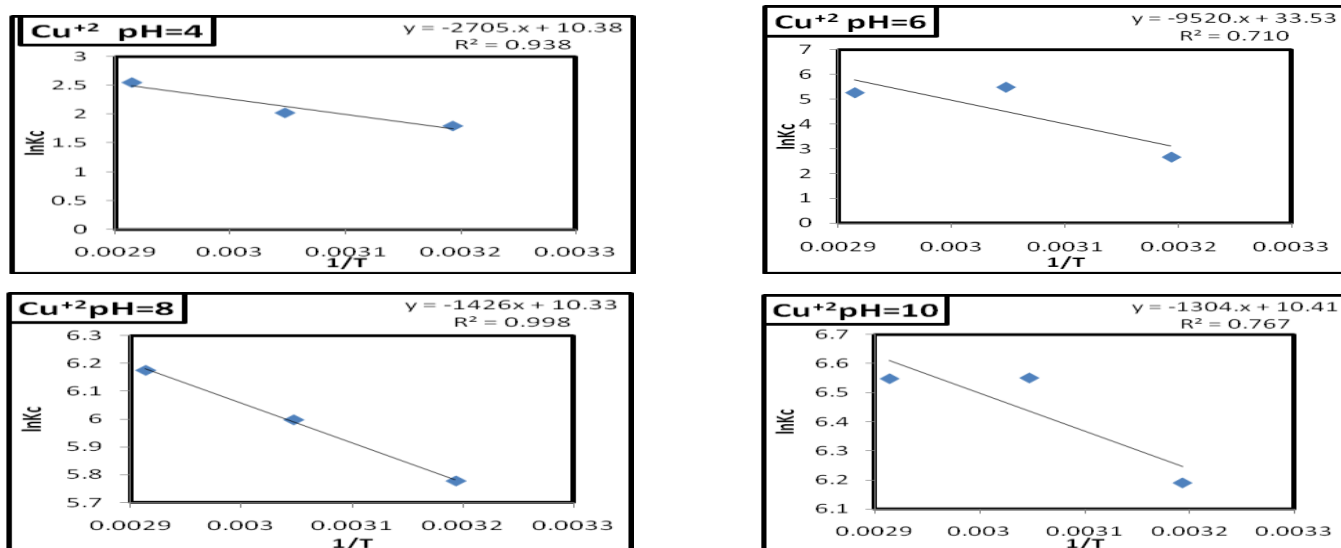 Cu+2 pH=4
y = -2705.x + 10.38
R² = 0.938
3
2.5
2
1.5
1
0.5
0
lnKc
0.0029 0.003 0.0031 0.0032 0.0033
1/T
Cu+2 pH=6
y = -9520.x + 33.53
R² = 0.710
7
6
5
4
3
2
1
0
lnKc
0.0029 0.003 0.0031 0.0032 0.0033
1/T
Cu+2pH=8
y = -1426x + 10.33
R² = 0.998
6.3
6.2
6.1
6
5.9
5.8
5.7
lnKc
0.0029 0.003 0.0031 0.0032 0.0033
1/T
Cu+2pH=10
y = -1304.x + 10.41
R² = 0.767
6.7
6.6
6.5
6.4
6.3
6.2
6.1
lnKc
0.0029 0.003 0.0031 0.0032 0.0033
1/T